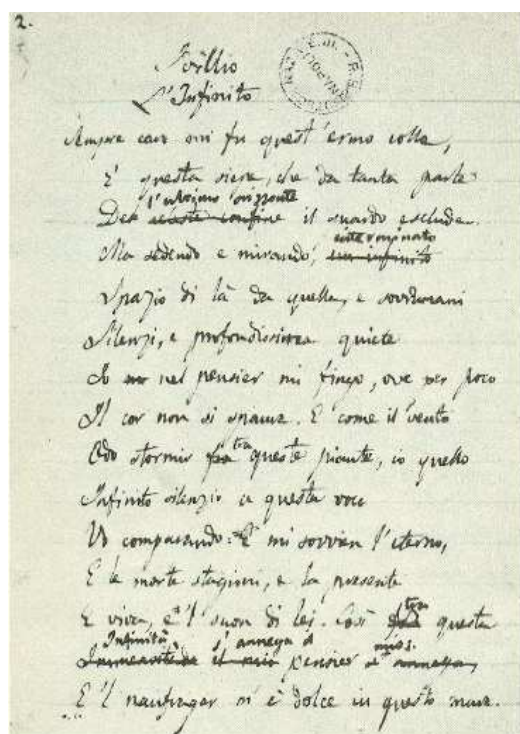 2.
Idillio
L'Infinito
Sempre caro mi fu quest'ermo colle,
E questa siepe, che da tanta parte
l'ultimo orizzonte
Del celeste confine il guardo esclude.
interminato
Ma sedendo e mirando, un infinito
Spazio di là da quella, e sovrumani
Silenzi, e profondissima quiete
Io nel pensier mi fingo, ove per poco
Il cor non si spaura. E come il vento
Odo stormir fra tra queste piante, io quello
Infinito silenzio a questa voce
Vo comparando: E mi sovvien l'eterno,
E le morte stagioni, e la presente
E viva, e 'l suon di lei. Così fra tra questa
Infinità s'annega il mio
Immensità il mio pensier s'annega,
E 'l naufragar m'è dolce in questo mare.